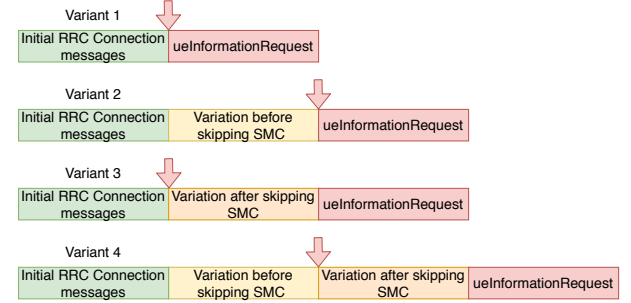 Variant 1
Initial RRC Connection
messages
ueInformationRequest
Variant 2
Initial RRC Connection
messages
Variation before
skipping SMC
ueInformationRequest
Variant 3
Initial RRC Connection
messages
Variation after skipping
SMC
ueInformationRequest
Variant 4
Initial RRC Connection
messages
Variation before
skipping SMC
Variation after skipping
SMC
ueInformationRequest